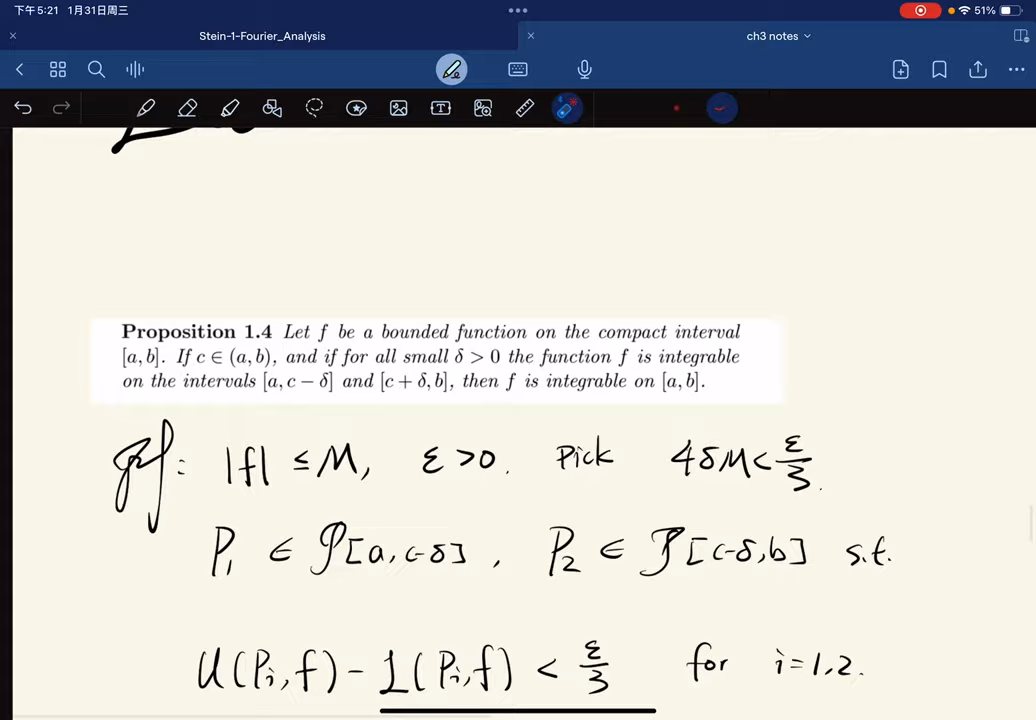 下午5:21 1月31日周三
51%
Stein-1-Fourier_Analysis
ch3 notes
Proposition 1.4 Let f be a bounded function on the compact interval
[a, b]. If c ∈ (a, b), and if for all small δ > 0 the function f is integrable
on the intervals [a, c − δ] and [c + δ, b], then f is integrable on [a, b].
pf: |f| ≤ M, ε > 0. Pick 4δM < ε/3.
P₁ ∈ 𝒫[a, c-δ], P₂ ∈ 𝒫[c-δ, b] s.t.
U(Pᵢ, f) - L(Pᵢ, f) < ε/3 for i=1,2.